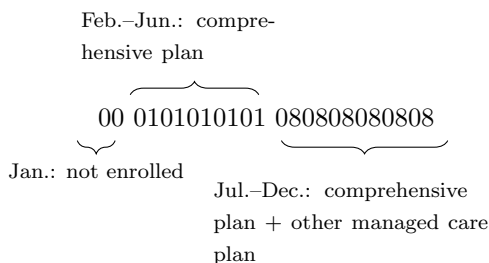 Feb.–Jun.: compre-
hensive plan
00 0101010101 080808080808
Jan.: not enrolled
Jul.–Dec.: comprehensive
plan + other managed care
plan